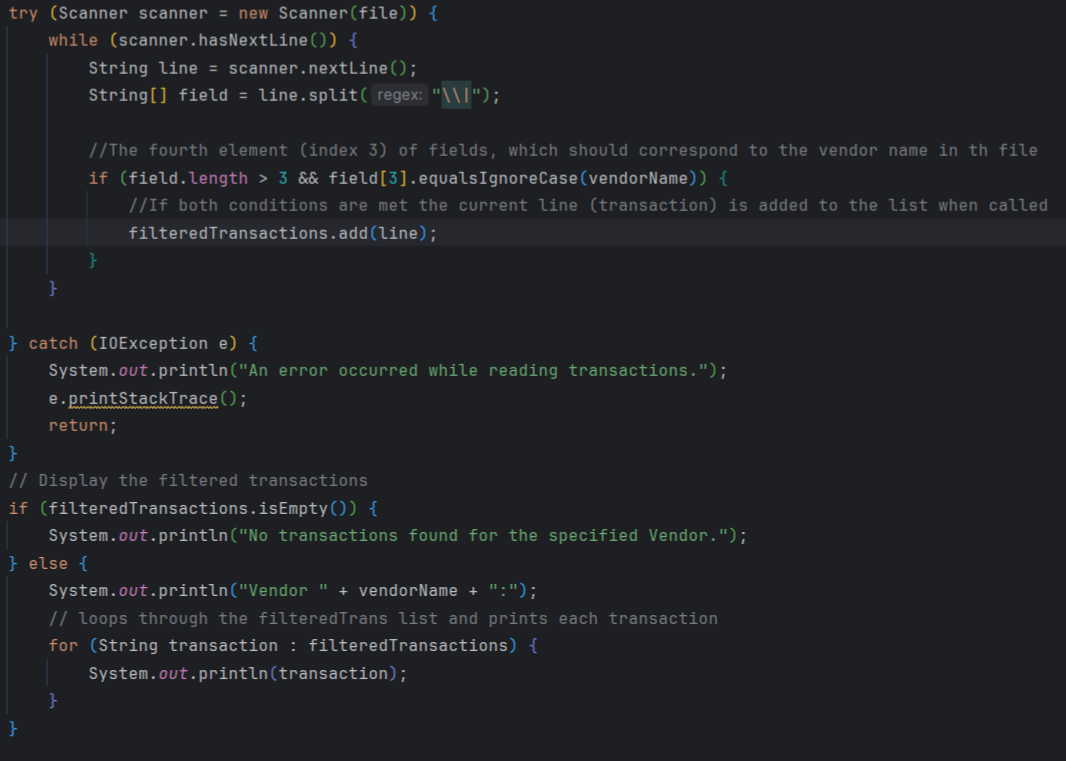 try (Scanner scanner = new Scanner(file)) {
    while (scanner.hasNextLine()) {
        String line = scanner.nextLine();
        String[] field = line.split( regex: "\\|");

        //The fourth element (index 3) of fields, which should correspond to the vendor name in th file
        if (field.length > 3 && field[3].equalsIgnoreCase(vendorName)) {
            //If both conditions are met the current line (transaction) is added to the list when called
            filteredTransactions.add(line);
        }
    }

} catch (IOException e) {
    System.out.println("An error occurred while reading transactions.");
    e.printStackTrace();
    return;
}
// Display the filtered transactions
if (filteredTransactions.isEmpty()) {
    System.out.println("No transactions found for the specified Vendor.");
} else {
    System.out.println("Vendor " + vendorName + ":");
    // loops through the filteredTrans list and prints each transaction
    for (String transaction : filteredTransactions) {
        System.out.println(transaction);
    }
}